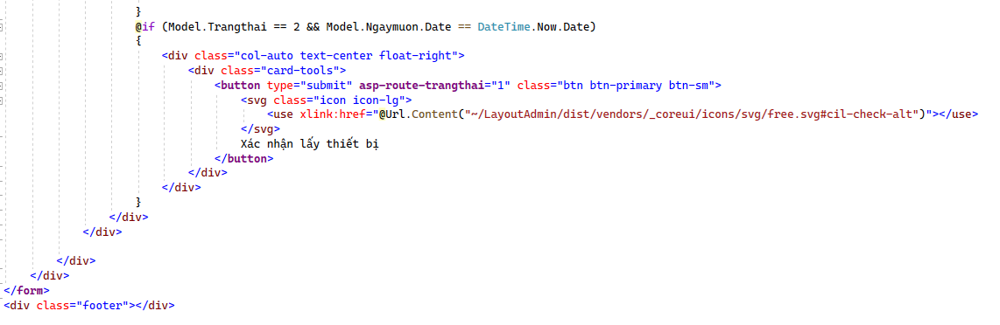 }
@if (Model.Trangthai == 2 && Model.Ngaymuon.Date == DateTime.Now.Date)
{
<div class="col-auto text-center float-right">
<div class="card-tools">
<button type="submit" asp-route-trangthai="1" class="btn btn-primary btn-sm">
<svg class="icon icon-lg">
<use xlink:href="@Url.Content("~/LayoutAdmin/dist/vendors/_coreui/icons/svg/free.svg#cil-check-alt")"></use>
</svg>
Xác nhận lấy thiết bị
</button>
</div>
</div>
}
</div>
</div>
</div>
</div>
</form>
<div class="footer"></div>